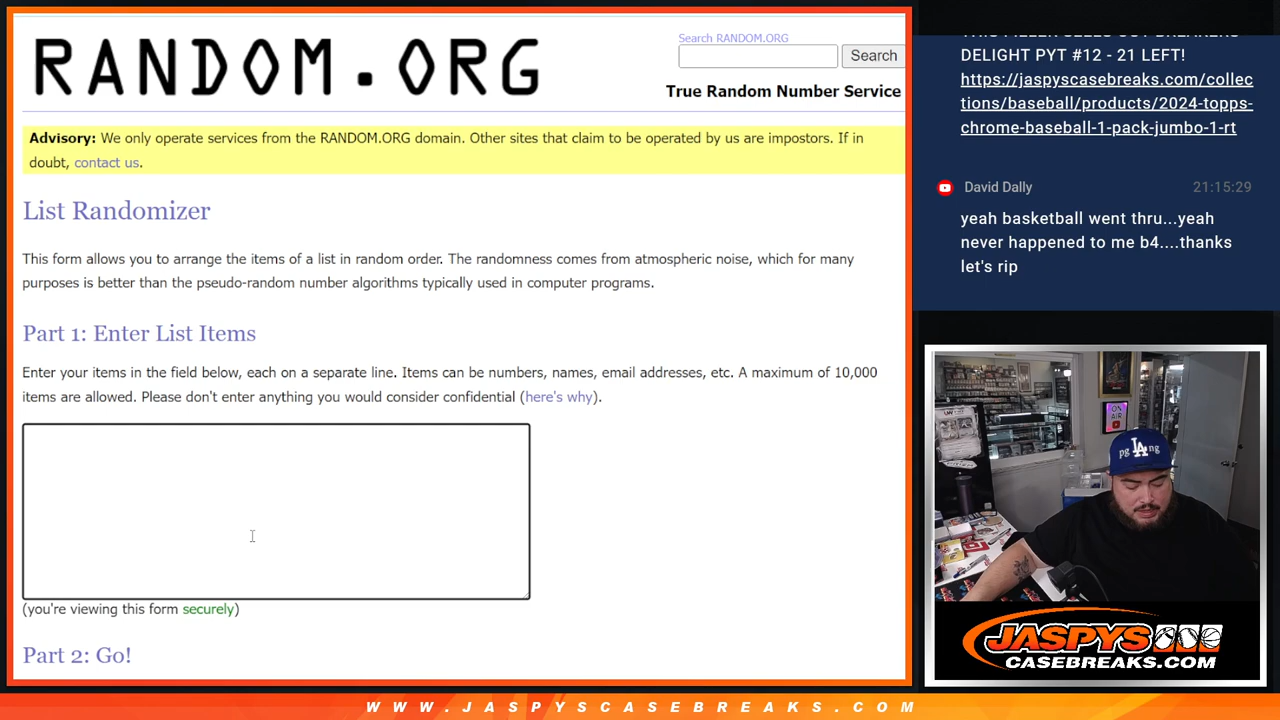 RANDOM.ORG
Search RANDOM.ORG
Search
True Random Number Service
Advisory: We only operate services from the RANDOM.ORG domain. Other sites that claim to be operated by us are impostors. If in
doubt, contact us.
List Randomizer
This form allows you to arrange the items of a list in random order. The randomness comes from atmospheric noise, which for many
purposes is better than the pseudo-random number algorithms typically used in computer programs.
Part 1: Enter List Items
Enter your items in the field below, each on a separate line. Items can be numbers, names, email addresses, etc. A maximum of 10,000
items are allowed. Please don't enter anything you would consider confidential (here's why).
(you're viewing this form securely)
Part 2: Go!
DELIGHT PYT #12 - 21 LEFT!
https://jaspyscasebreaks.com/collec
tions/baseball/products/2024-topps-
chrome-baseball-1-pack-jumbo-1-rt
David Dally 21:15:29
yeah basketball went thru...yeah
never happened to me b4....thanks
let's rip
ON
AIR
pg LA ng
JASPYS
CASEBREAKS.COM
WWW.JASPYSCASEBREAKS.COM